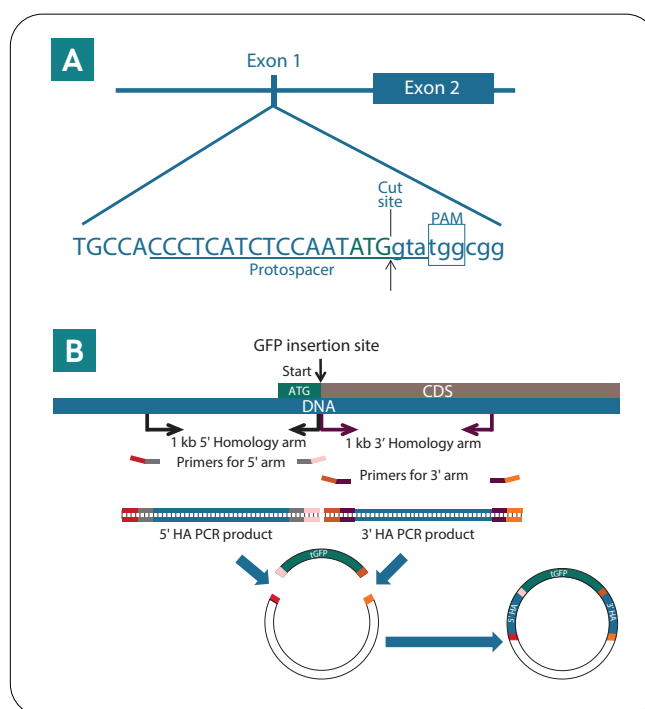 A
Exon 1
Exon 2
Cut
site
PAM
TGCCACCCTCATCTCCAATATGgtatggcgg
Protospacer
B
GFP insertion site
Start
ATG
CDS
DNA
1 kb 5' Homology arm
1 kb 3′ Homology arm
Primers for 5' arm
Primers for 3' arm
5' HA PCR product
3' HA PCR product
tGFP
tGFP
5' HA
3' HA